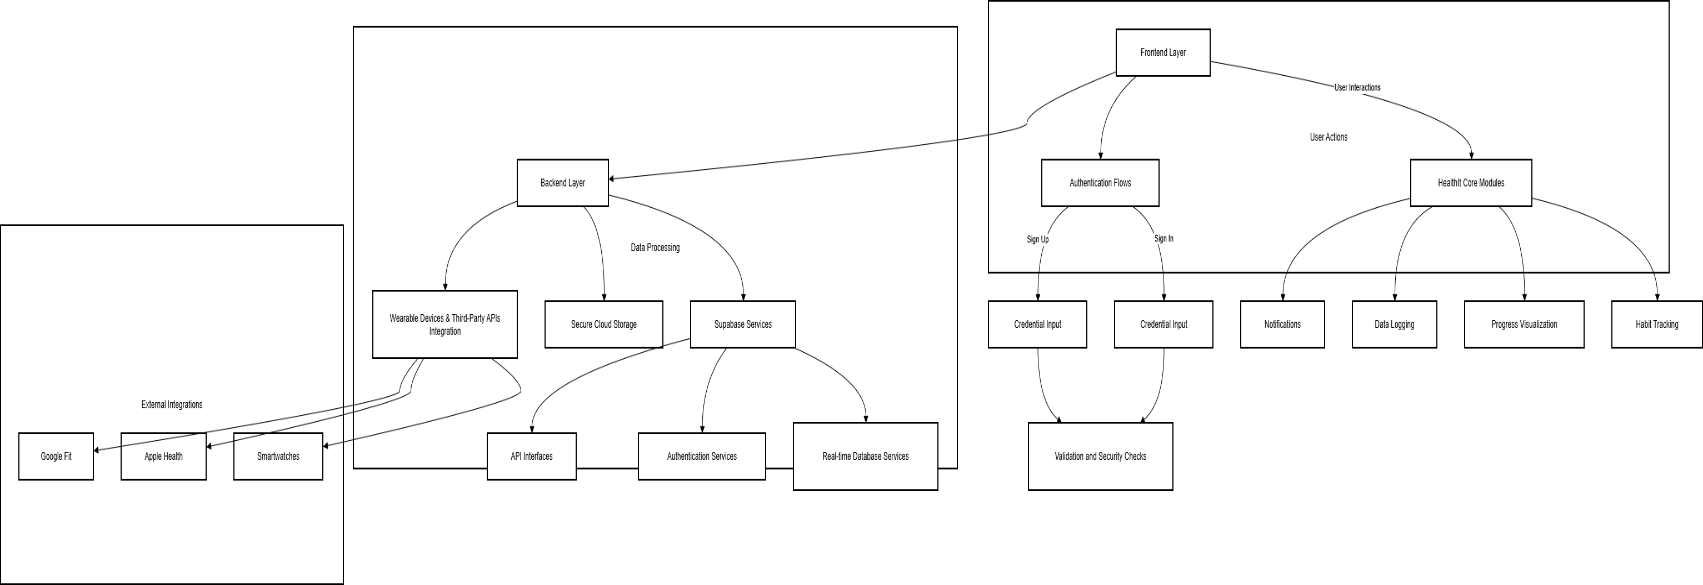 Frontend Layer
User Interactions
User Actions
Backend Layer
Authentication Flows
HealthIt Core Modules
Sign Up
Sign In
Data Processing
Wearable Devices & Third-Party APIs
Integration
Secure Cloud Storage
Supabase Services
Credential Input
Credential Input
Notifications
Data Logging
Progress Visualization
Habit Tracking
External Integrations
Google Fit
Apple Health
Smartwatches
API Interfaces
Authentication Services
Real-time Database Services
Validation and Security Checks